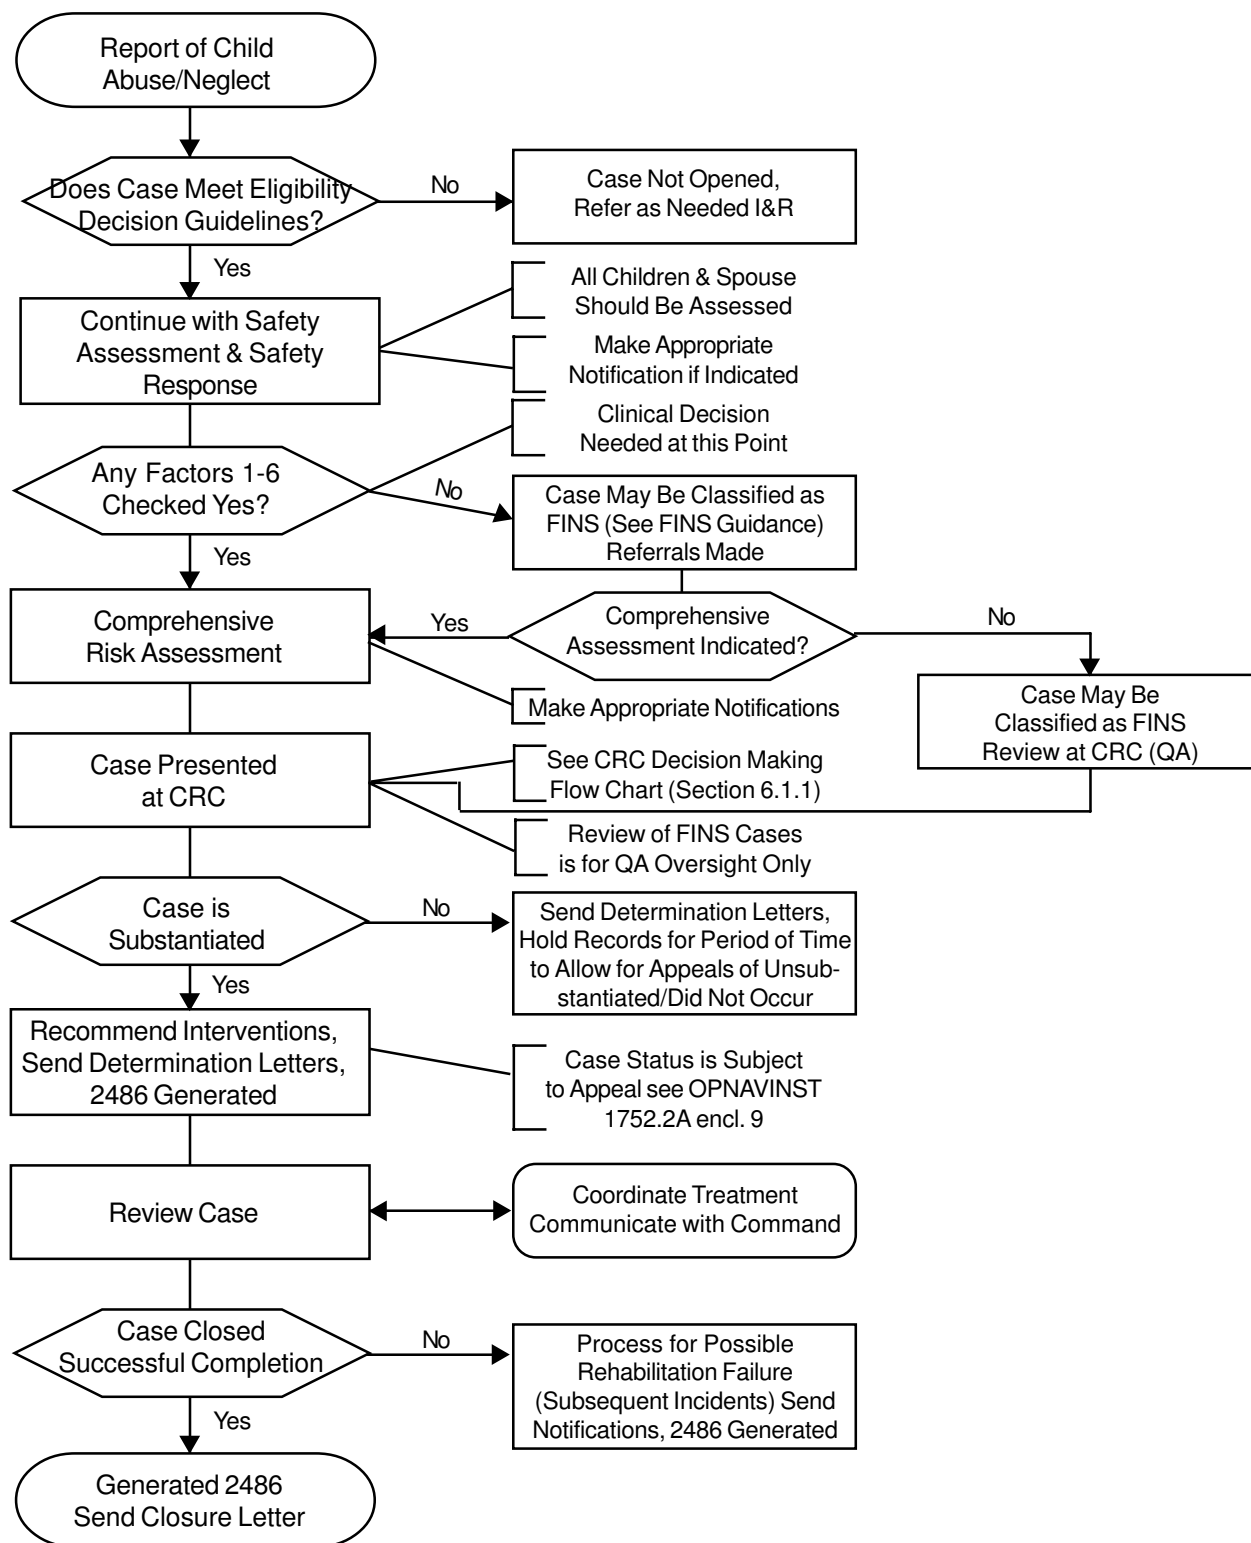 Report of Child
Abuse/Neglect
Does Case Meet Eligibility
Decision Guidelines?
No
Case Not Opened,
Refer as Needed I&R
Yes
All Children & Spouse
Should Be Assessed
Continue with Safety
Assessment & Safety
Response
Make Appropriate
Notification if Indicated
Clinical Decision
Needed at this Point
Any Factors 1-6
Checked Yes?
No
Case May Be Classified as
FINS (See FINS Guidance)
Referrals Made
Yes
Comprehensive
Risk Assessment
Yes
Comprehensive
Assessment Indicated?
No
Make Appropriate Notifications
Case May Be
Classified as FINS
Review at CRC (QA)
Case Presented
at CRC
See CRC Decision Making
Flow Chart (Section 6.1.1)
Review of FINS Cases
is for QA Oversight Only
Case is
Substantiated
No
Send Determination Letters,
Hold Records for Period of Time
to Allow for Appeals of Unsub-
stantiated/Did Not Occur
Yes
Recommend Interventions,
Send Determination Letters,
2486 Generated
Case Status is Subject
to Appeal see OPNAVINST
1752.2A encl. 9
Review Case
Coordinate Treatment
Communicate with Command
Case Closed
Successful Completion
No
Process for Possible
Rehabilitation Failure
(Subsequent Incidents) Send
Notifications, 2486 Generated
Yes
Generated 2486
Send Closure Letter